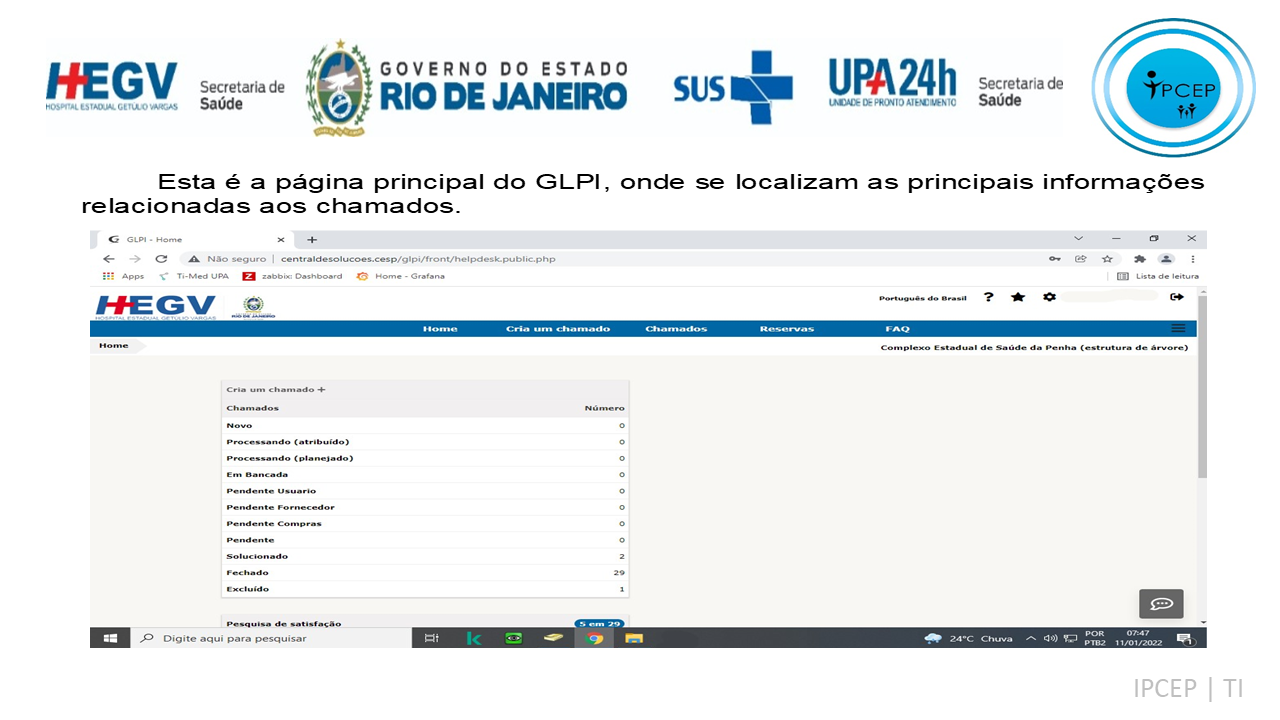 HEGV
HOSPITAL ESTADUAL GETULIO VARGAS
Secretaria de
Saúde
GOVERNO DO ESTADO
RIO DE JANEIRO
SUS
UPA 24h
UNIDADE DE PRONTO ATENDIMENTO
Secretaria de
Saúde
IPCEP
Esta é a página principal do GLPI, onde se localizam as principais informações
relacionadas aos chamados.
GLPI - Home
Não seguro | centraldesolucoes.cesp/glpi/front/helpdesk.public.php
Apps Ti-Med UPA Z zabbix: Dashboard Home - Grafana Lista de leitura
HEGV
HOSPITAL ESTADUAL GETULIO VARGAS
RIO DE JANEIRO
Português do Brasil ?
Home Cria um chamado Chamados Reservas FAQ
Home Complexo Estadual de Saúde da Penha (estrutura de árvore)
Cria um chamado +
Chamados Número
Novo 0
Processando (atribuído) 0
Processando (planejado) 0
Em Bancada 0
Pendente Usuario 0
Pendente Fornecedor 0
Pendente Compras 0
Pendente 0
Solucionado 2
Fechado 29
Excluído 1
Pesquisa de satisfação 5 em 29
Digite aqui para pesquisar
24°C Chuva
POR
PTB2
07:47
11/01/2022
1
IPCEP | TI